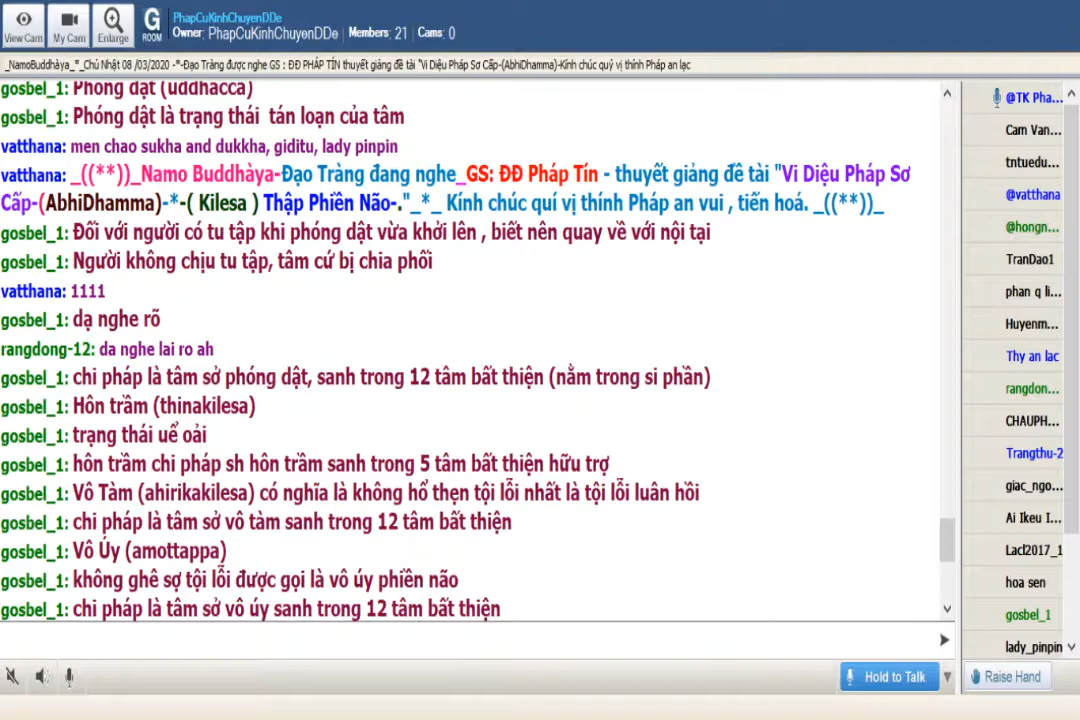 PhapCuKinhChuyenDDe
View Cam My Cam Enlarge G ROOM Owner: PhapCuKinhChuyenDDe Members: 21 Cams: 0
_NamoBuddhàya_*_Chủ Nhật 08 /03/2020 -*-Đạo Tràng được nghe GS : ĐĐ PHÁP TÍN thuyết giảng đề tài "Vi Diệu Pháp Sơ Cấp-(AbhiDhamma)-Kính chúc quý vị thính Pháp an lạc
gosbel_1: Phóng dật (uddhacca)
gosbel_1: Phóng dật là trạng thái tán loạn của tâm
vatthana: men chao sukha and dukkha, giditu, lady pinpin
vatthana: _((**))_Namo Buddhàya-Đạo Tràng đang nghe_GS: ĐĐ Pháp Tín - thuyết giảng đề tài "Vi Diệu Pháp Sơ
Cấp-(AbhiDhamma)-*-( Kilesa ) Thập Phiền Não-."_*_ Kính chúc quí vị thính Pháp an vui , tiến hoá. _((**))_
gosbel_1: Đối với người có tu tập khi phóng dật vừa khởi lên , biết nên quay về với nội tại
gosbel_1: Người không chịu tu tập, tâm cứ bị chia phối
vatthana: 1111
gosbel_1: dạ nghe rõ
rangdong-12: da nghe lai ro ah
gosbel_1: chi pháp là tâm sở phóng dật, sanh trong 12 tâm bất thiện (nằm trong si phần)
gosbel_1: Hôn trầm (thinakilesa)
gosbel_1: trạng thái uể oải
gosbel_1: hôn trầm chi pháp sh hôn trầm sanh trong 5 tâm bất thiện hữu trợ
gosbel_1: Vô Tàm (ahirikakilesa) có nghĩa là không hổ thẹn tội lỗi nhất là tội lỗi luân hồi
gosbel_1: chi pháp là tâm sở vô tàm sanh trong 12 tâm bất thiện
gosbel_1: Vô Úy (amottappa)
gosbel_1: không ghê sợ tội lỗi được gọi là vô úy phiền não
gosbel_1: chi pháp là tâm sở vô úy sanh trong 12 tâm bất thiện
@TK Pha...
Cam Van...
tntuedu...
@vatthana
@hongn...
TranDao1
phan q li...
Huyenm...
Thy an lac
rangdon...
CHAUPH...
Trangthu-2
giac_ngo...
Ai Ikeu I...
Lacl2017_1
hoa sen
gosbel_1
lady_pinpin
Hold to Talk
Raise Hand